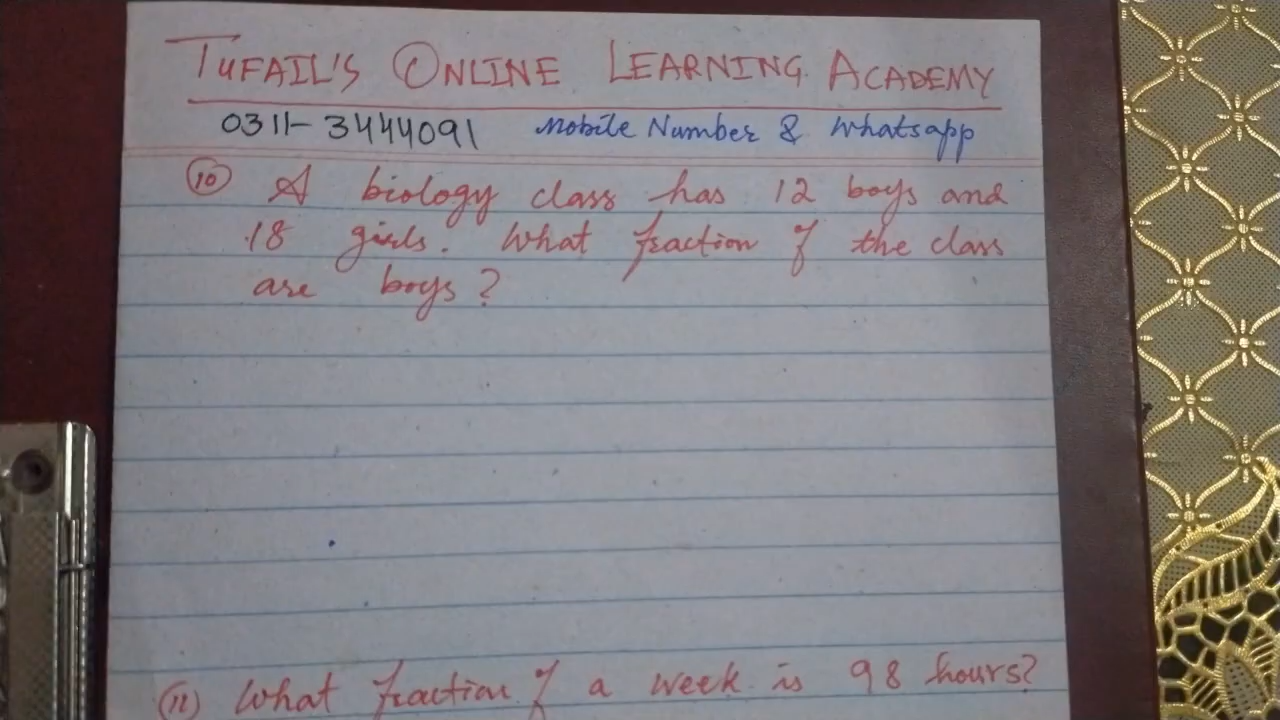 TUFAIL'S ONLINE LEARNING ACADEMY
0311-3444091 Mobile Number & Whatsapp
(10) A biology class has 12 boys and
18 girls. What fraction of the class
are boys?
(11) What fraction of a week is 98 hours?